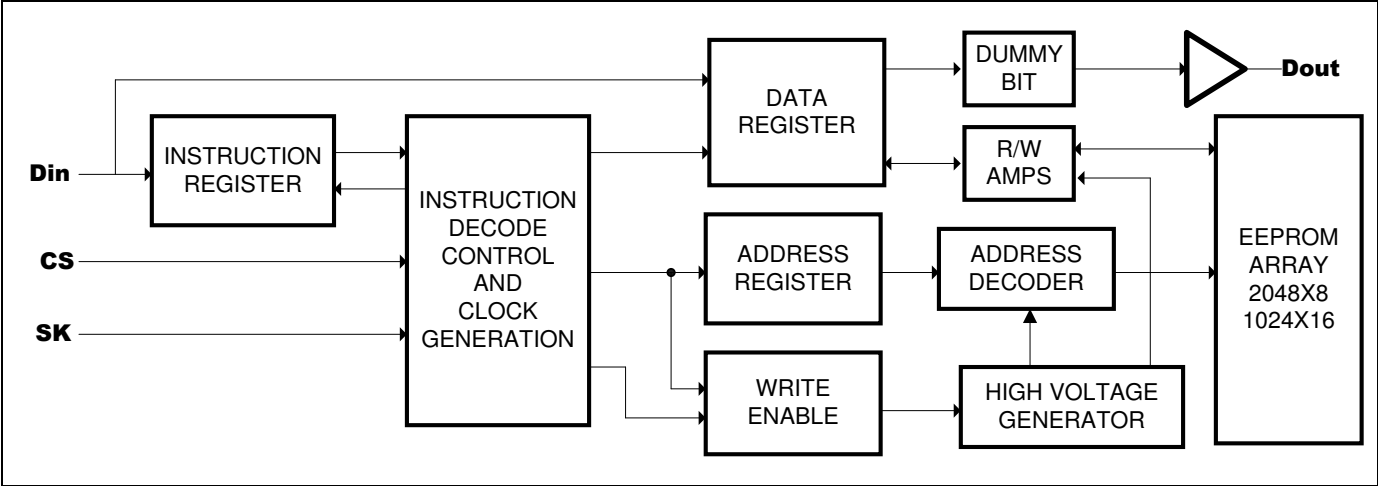 DUMMY
BIT
Dout
DATA
REGISTER
INSTRUCTION
REGISTER
Din
R/W
AMPS
INSTRUCTION
DECODE
CONTROL
AND
CLOCK
GENERATION
CS
SK
ADDRESS
REGISTER
ADDRESS
DECODER
EEPROM
ARRAY
2048X8
1024X16
WRITE
ENABLE
HIGH VOLTAGE
GENERATOR